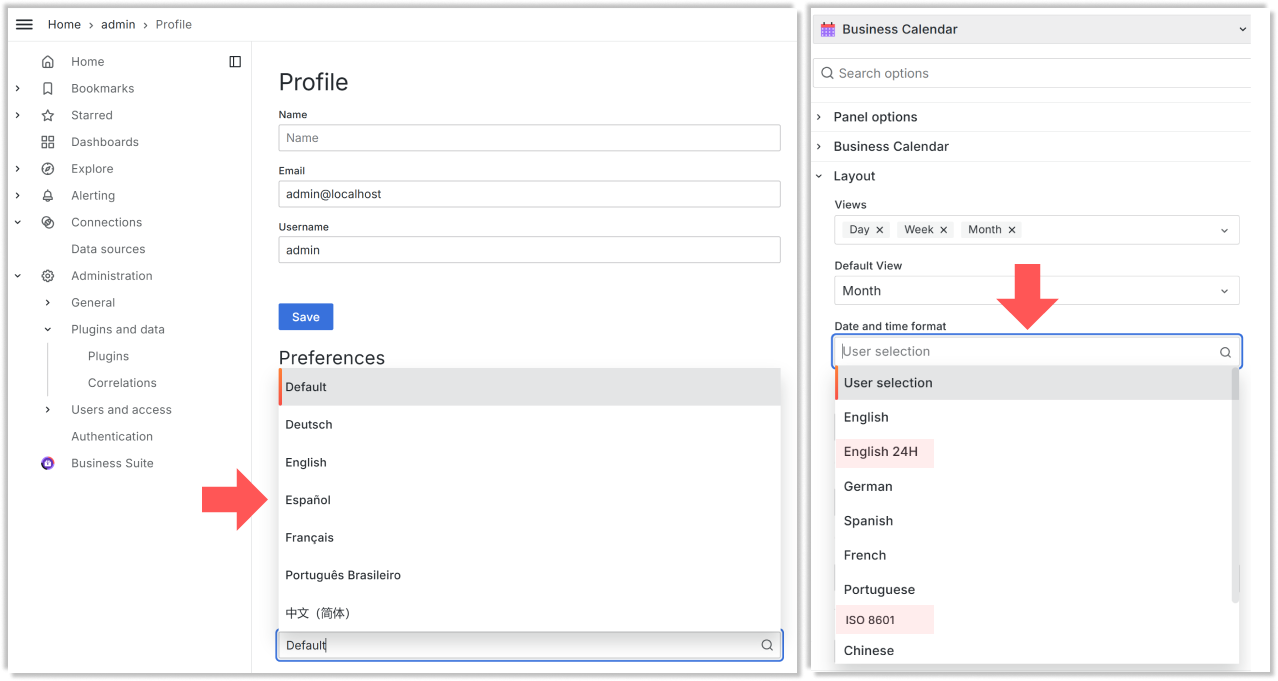 Home › admin › Profile
Home
Bookmarks
Starred
Dashboards
Explore
Alerting
Connections
Data sources
Administration
General
Plugins and data
Plugins
Correlations
Users and access
Authentication
Business Suite
Profile
Name
Name
Email
admin@localhost
Username
admin
Save
Preferences
Default
Deutsch
English
Español
Français
Português Brasileiro
中文（简体）
Default
Business Calendar
Search options
Panel options
Business Calendar
Layout
Views
Day × Week × Month ×
Default View
Month
Date and time format
User selection
User selection
English
English 24H
German
Spanish
French
Portuguese
ISO 8601
Chinese